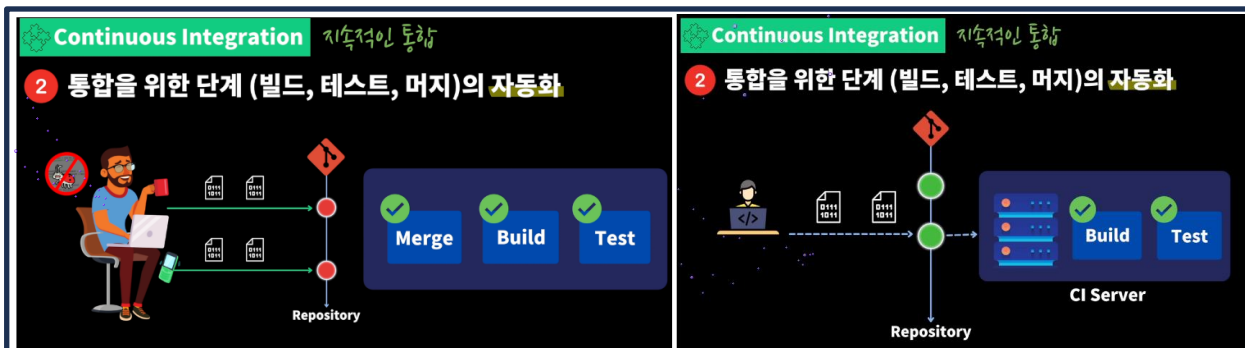 Continuous Integration 지속적인 통합
2 통합을 위한 단계 (빌드, 테스트, 머지)의 자동화
0111
1011
0111
1011
0111
1011
0111
1011
Merge
Build
Test
Repository
Continuous Integration 지속적인 통합
2 통합을 위한 단계 (빌드, 테스트, 머지)의 자동화
</>
0111
1011
0111
1011
Build
Test
CI Server
Repository